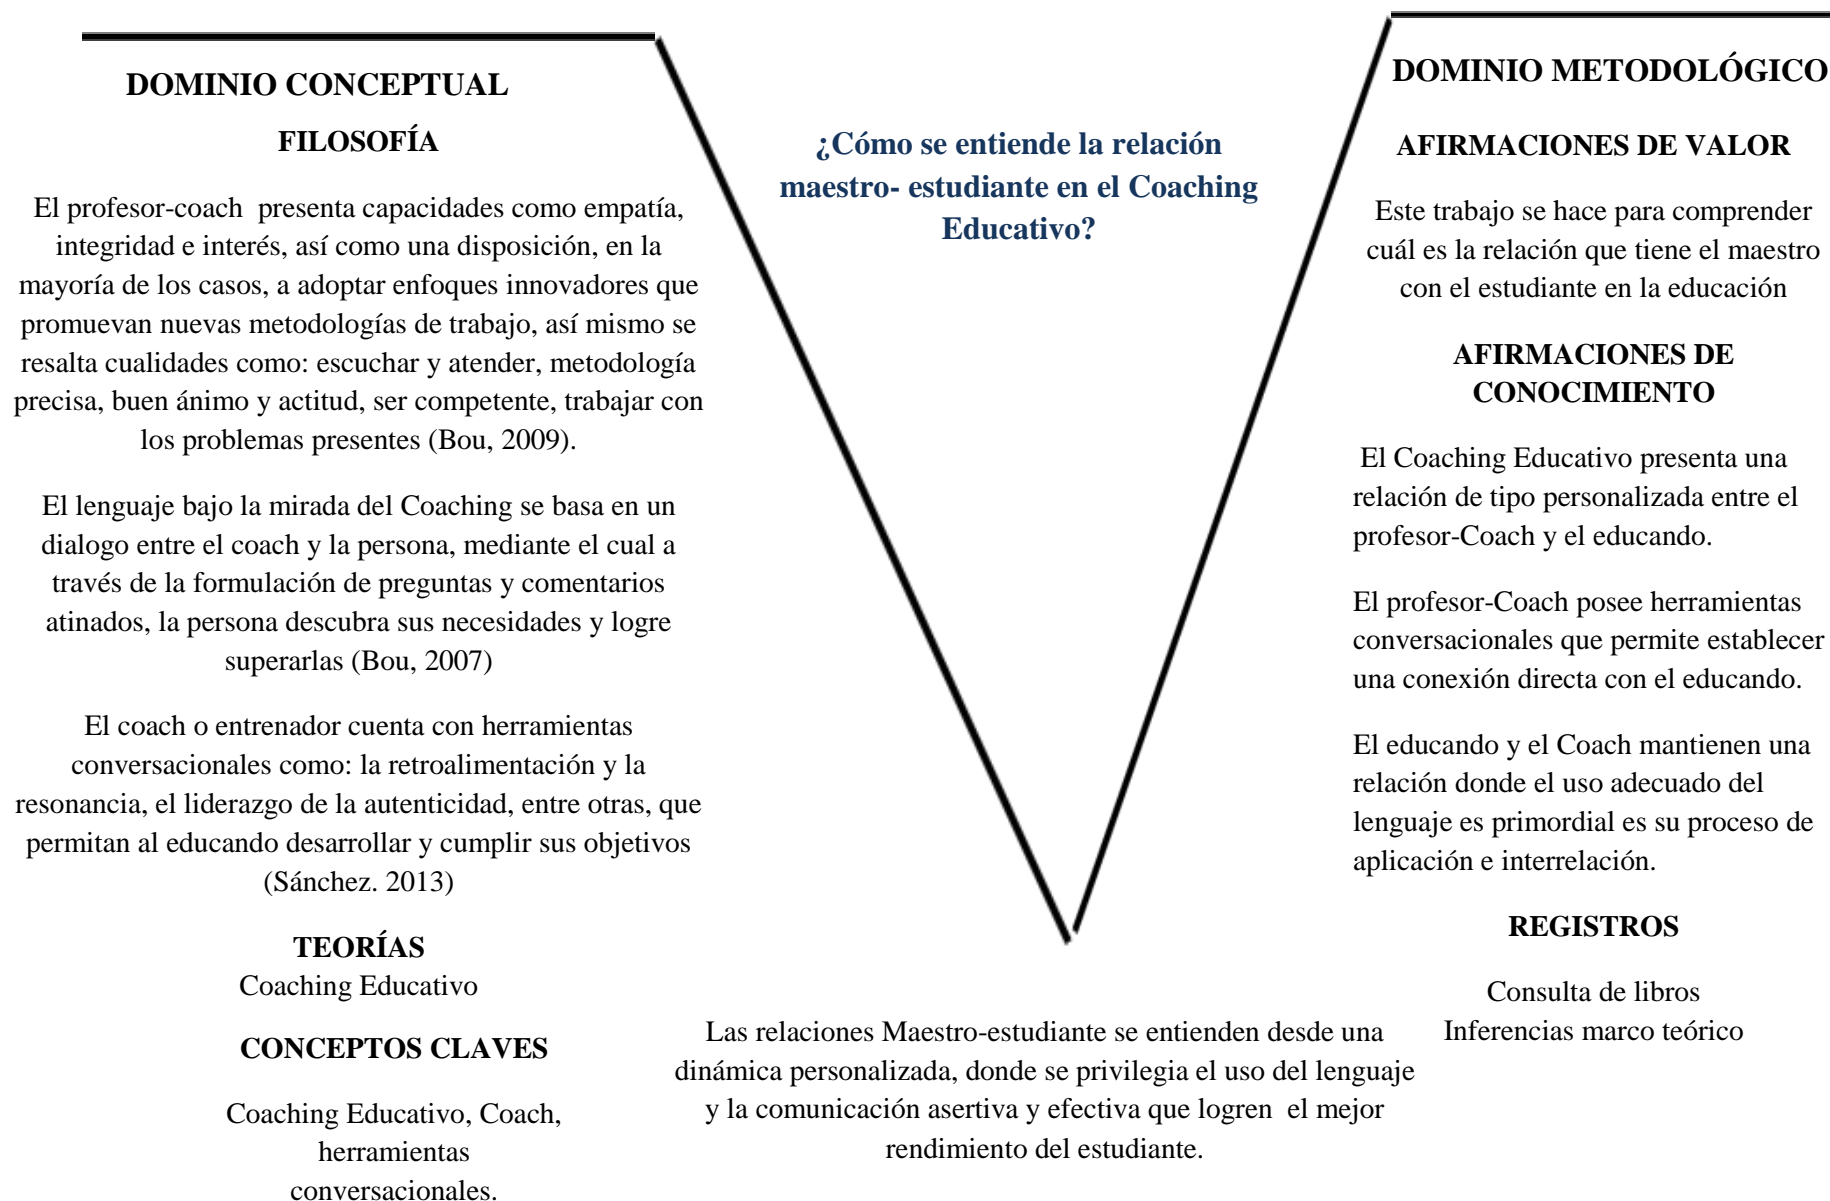 DOMINIO CONCEPTUAL
FILOSOFÍA
El profesor-coach  presenta capacidades como empatía,
integridad e interés, así como una disposición, en la
mayoría de los casos, a adoptar enfoques innovadores que
promuevan nuevas metodologías de trabajo, así mismo se
resalta cualidades como: escuchar y atender, metodología
precisa, buen ánimo y actitud, ser competente, trabajar con
los problemas presentes (Bou, 2009).
El lenguaje bajo la mirada del Coaching se basa en un
dialogo entre el coach y la persona, mediante el cual a
través de la formulación de preguntas y comentarios
atinados, la persona descubra sus necesidades y logre
superarlas (Bou, 2007)
El coach o entrenador cuenta con herramientas
conversacionales como: la retroalimentación y la
resonancia, el liderazgo de la autenticidad, entre otras, que
permitan al educando desarrollar y cumplir sus objetivos
(Sánchez. 2013)
TEORÍAS
Coaching Educativo
CONCEPTOS CLAVES
Coaching Educativo, Coach,
herramientas
conversacionales.
¿Cómo se entiende la relación
maestro- estudiante en el Coaching
Educativo?
Las relaciones Maestro-estudiante se entienden desde una
dinámica personalizada, donde se privilegia el uso del lenguaje
y la comunicación asertiva y efectiva que logren  el mejor
rendimiento del estudiante.
DOMINIO METODOLÓGICO
AFIRMACIONES DE VALOR
Este trabajo se hace para comprender
cuál es la relación que tiene el maestro
con el estudiante en la educación
AFIRMACIONES DE
CONOCIMIENTO
El Coaching Educativo presenta una
relación de tipo personalizada entre el
profesor-Coach y el educando.
El profesor-Coach posee herramientas
conversacionales que permite establecer
una conexión directa con el educando.
El educando y el Coach mantienen una
relación donde el uso adecuado del
lenguaje es primordial es su proceso de
aplicación e interrelación.
REGISTROS
Consulta de libros
Inferencias marco teórico